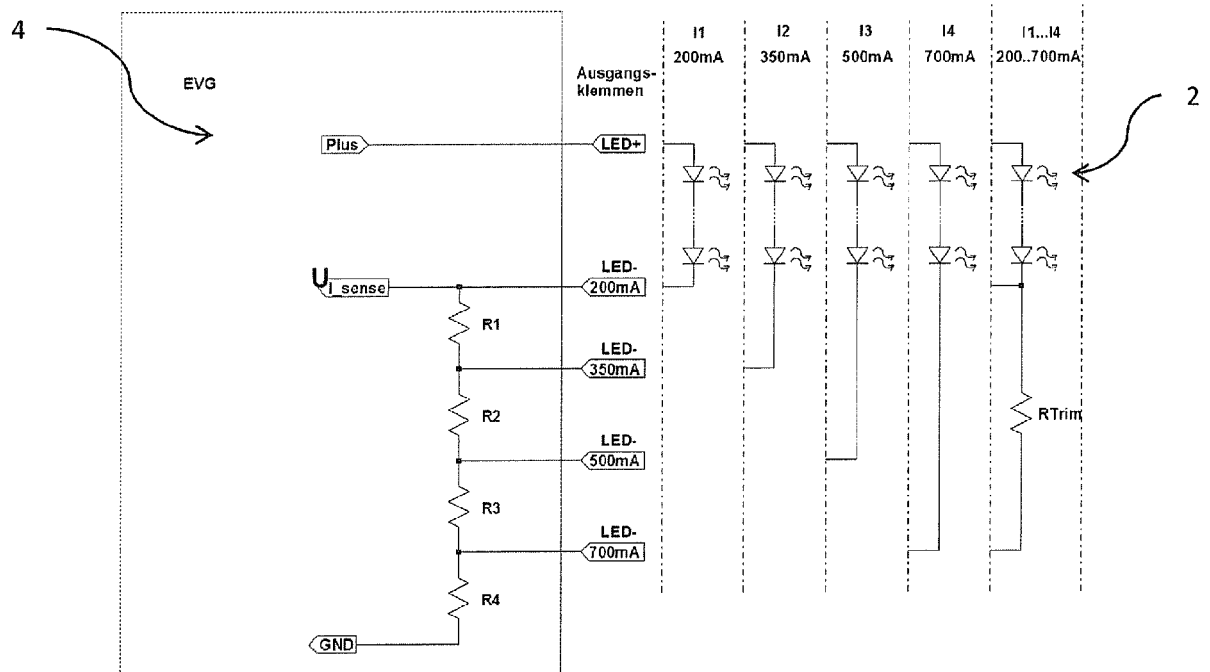 4
EVG
Ausgangs-
klemmen
I1
200mA
I2
350mA
I3
500mA
I4
700mA
I1...I4
200..700mA
2
Plus
LED+
U
I_sense
LED-
200mA
R1
LED-
350mA
R2
LED-
500mA
RTrim
R3
LED-
700mA
R4
GND